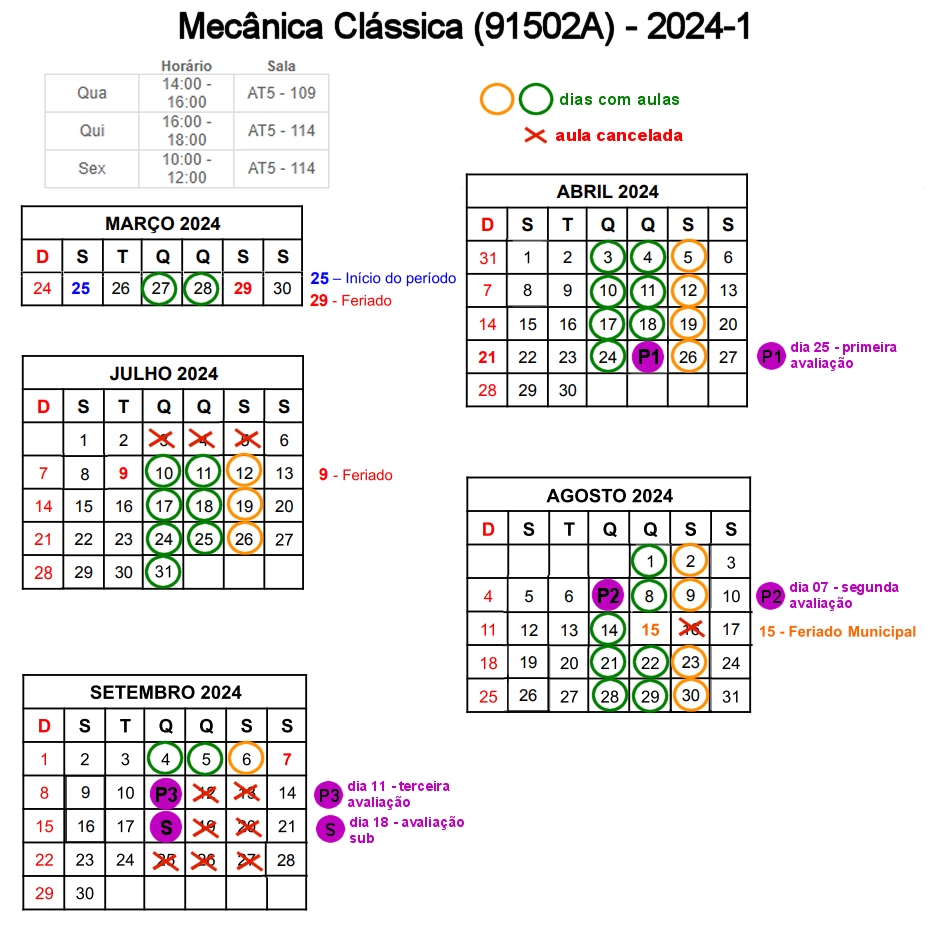 Mecânica Clássica (91502A) - 2024-1
Horário Sala
Qua 14:00 - 16:00 AT5 - 109
Qui 16:00 - 18:00 AT5 - 114
Sex 10:00 - 12:00 AT5 - 114
dias com aulas
aula cancelada
MARÇO 2024
D S T Q Q S S
24 25 26 27 28 29 30
25 – Início do período
29 - Feriado
ABRIL 2024
D S T Q Q S S
31 1 2 3 4 5 6
7 8 9 10 11 12 13
14 15 16 17 18 19 20
21 22 23 24 P1 26 27
28 29 30
P1 dia 25 - primeira
avaliação
JULHO 2024
D S T Q Q S S
1 2 3 4 5 6
7 8 9 10 11 12 13
14 15 16 17 18 19 20
21 22 23 24 25 26 27
28 29 30 31
9 - Feriado
AGOSTO 2024
D S T Q Q S S
1 2 3
4 5 6 P2 8 9 10
11 12 13 14 15 16 17
18 19 20 21 22 23 24
25 26 27 28 29 30 31
P2 dia 07 - segunda
avaliação
15 - Feriado Municipal
SETEMBRO 2024
D S T Q Q S S
1 2 3 4 5 6 7
8 9 10 P3 12 13 14
15 16 17 S 19 20 21
22 23 24 25 26 27 28
29 30
P3 dia 11 - terceira
avaliação
S dia 18 - avaliação
sub